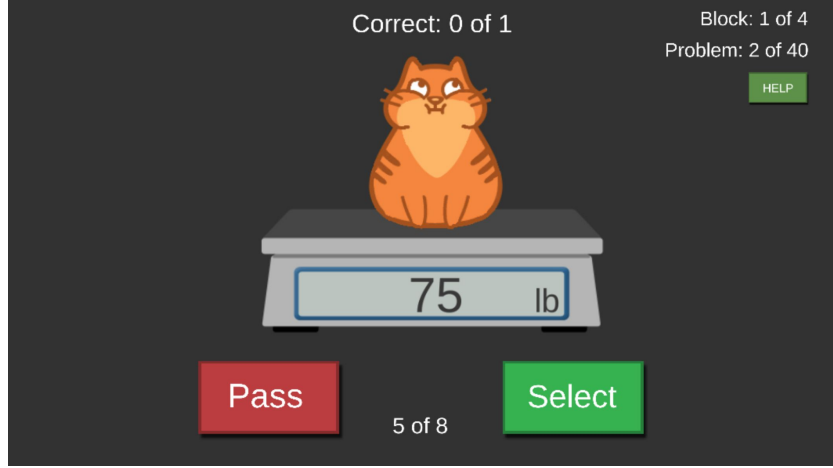 Correct: 0 of 1
Block: 1 of 4
Problem: 2 of 40
HELP
75 lb
Pass
5 of 8
Select